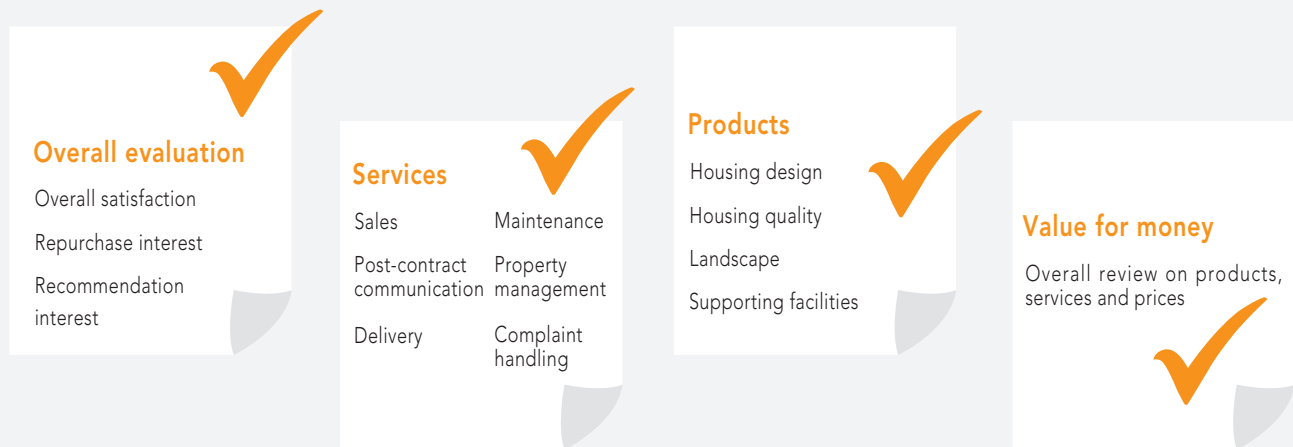 Overall evaluation
Overall satisfaction
Repurchase interest
Recommendation
interest
Services
Sales
Post-contract
communication
Delivery
Maintenance
Property
management
Complaint
handling
Products
Housing design
Housing quality
Landscape
Supporting facilities
Value for money
Overall review on products,
services and prices